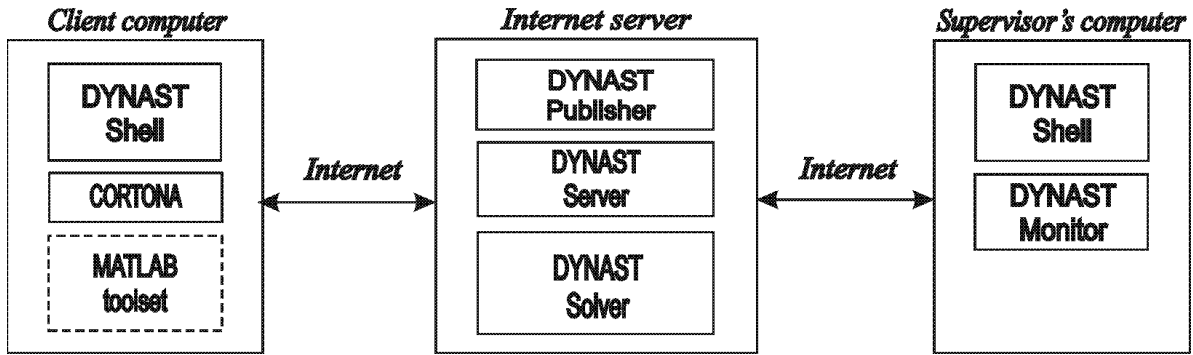 Client computer
DYNAST
Shell
CORTONA
MATLAB
toolset
Internet
Internet server
DYNAST
Publisher
DYNAST
Server
DYNAST
Solver
Internet
Supervisor's computer
DYNAST
Shell
DYNAST
Monitor